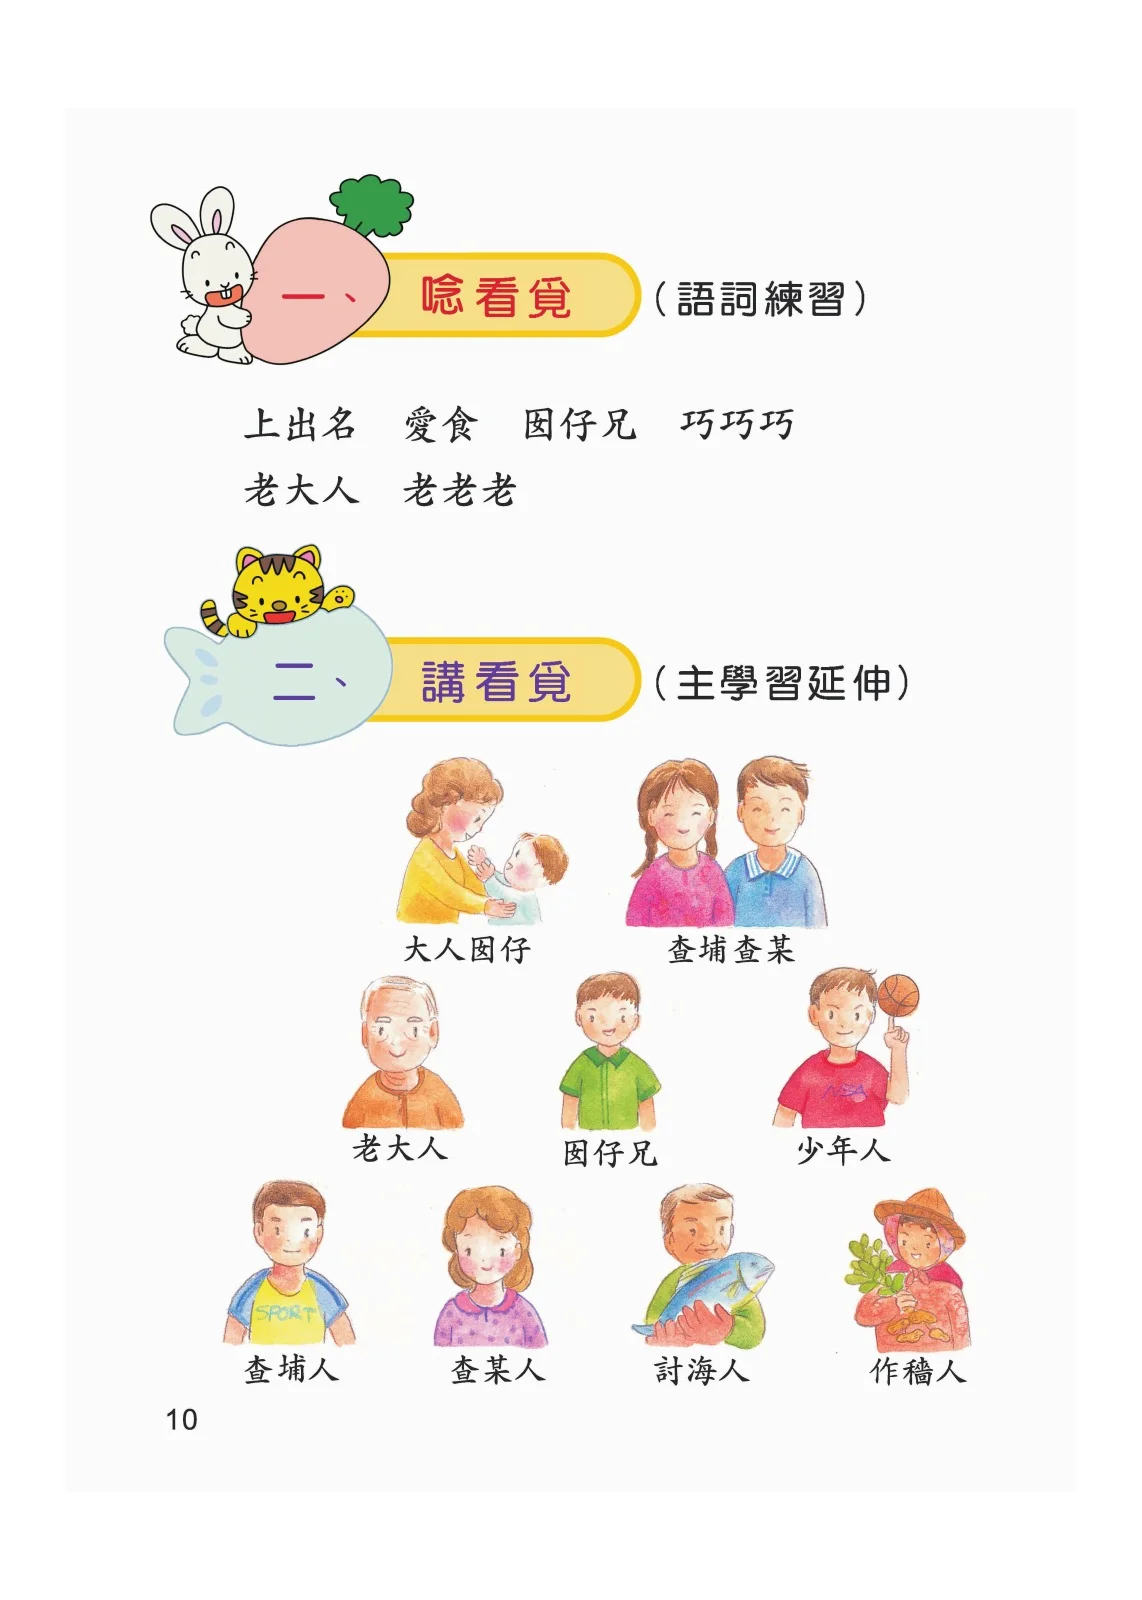 一、 唸看覓 （語詞練習）
上出名 愛食 囡仔兄 巧巧巧
老大人 老老老
二、 講看覓 （主學習延伸）
大人囡仔 查埔查某
老大人 囡仔兄 少年人
SPORT
查埔人 查某人 討海人 作穡人
10